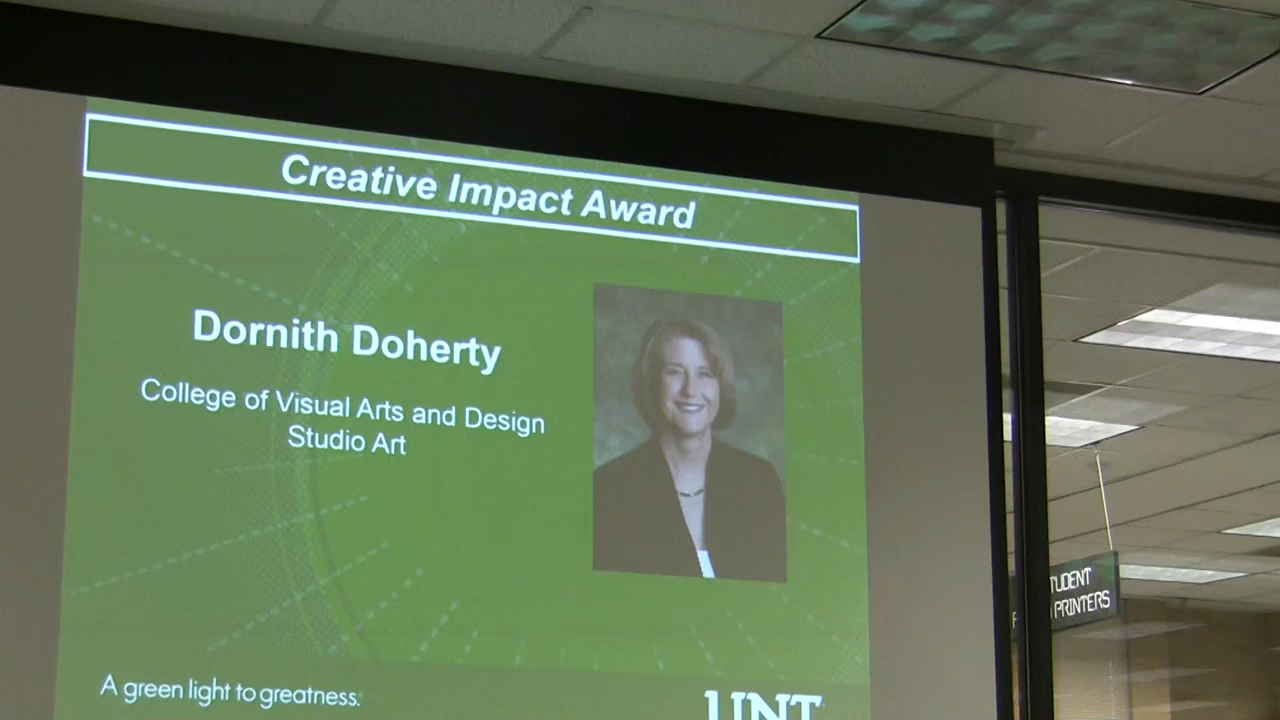 Creative Impact Award
Dornith Doherty
College of Visual Arts and Design
Studio Art
A green light to greatness.
UNT
PRINTERS